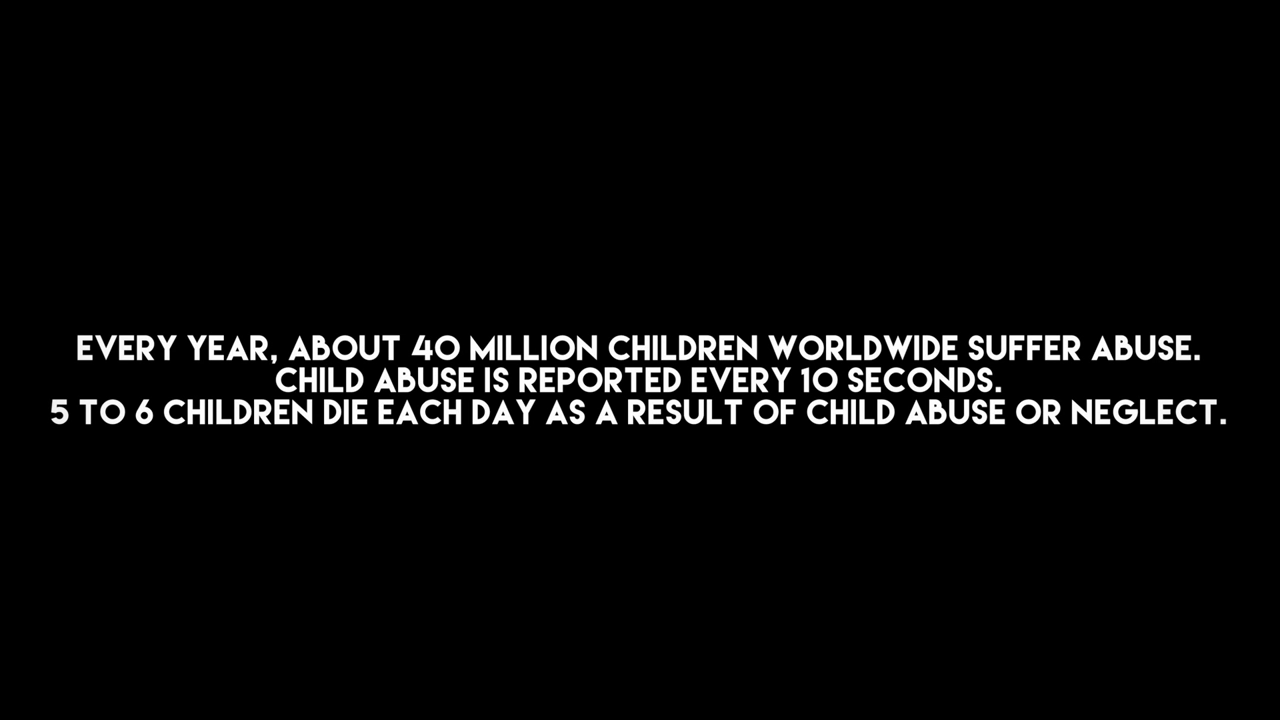 EVERY YEAR, ABOUT 40 MILLION CHILDREN WORLDWIDE SUFFER ABUSE.
CHILD ABUSE IS REPORTED EVERY 10 SECONDS.
5 TO 6 CHILDREN DIE EACH DAY AS A RESULT OF CHILD ABUSE OR NEGLECT.